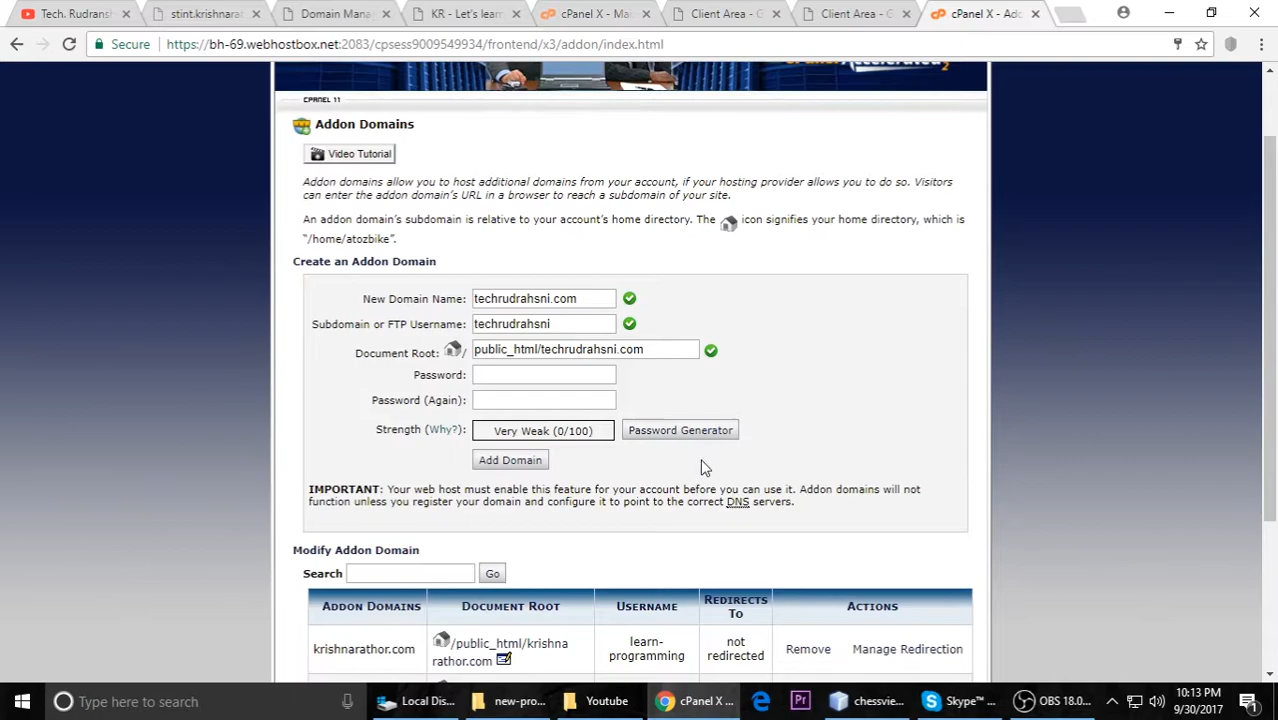 Tech. Rudransh
stint.krishnarat
Domain Mana
KR - Let's learn
cPanel X - Ma
Client Area - G
Client Area - G
cPanel X - Add
Secure
https://bh-69.webhostbox.net:2083/cpsess9009549934/frontend/x3/addon/index.html
CPANEL 11
Addon Domains
Video Tutorial
Addon domains allow you to host additional domains from your account, if your hosting provider allows you to do so. Visitors
can enter the addon domain's URL in a browser to reach a subdomain of your site.
An addon domain's subdomain is relative to your account's home directory. The icon signifies your home directory, which is
"/home/atozbike".
Create an Addon Domain
New Domain Name: techrudrahsni.com
Subdomain or FTP Username: techrudrahsni
Document Root: / public_html/techrudrahsni.com
Password:
Password (Again):
Strength (Why?): Very Weak (0/100) Password Generator
Add Domain
IMPORTANT: Your web host must enable this feature for your account before you can use it. Addon domains will not
function unless you register your domain and configure it to point to the correct DNS servers.
Modify Addon Domain
Search Go
ADDON DOMAINS DOCUMENT ROOT USERNAME REDIRECTS TO ACTIONS
krishnarathor.com
/public_html/krishna
rathor.com
learn-
programming
not
redirected
Remove Manage Redirection
Type here to search
Local Dis...
new-pro...
Youtube
cPanel X ...
Pr
chessvie...
Skype™ ...
OBS 18.0...
10:13 PM
9/30/2017
1